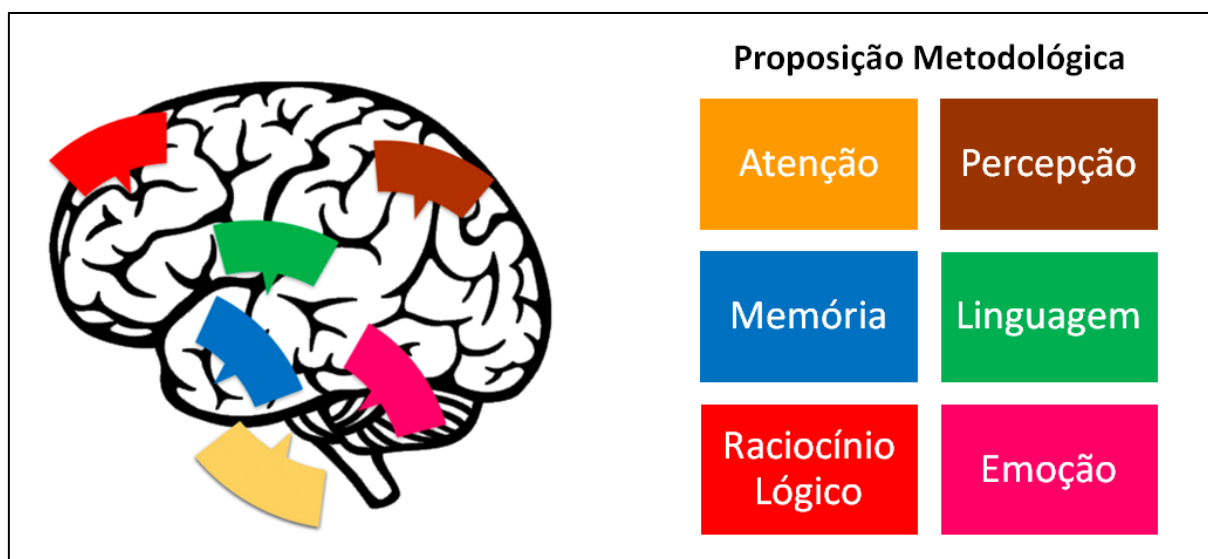 Proposição Metodológica
Atenção
Percepção
Memória
Linguagem
Raciocínio
Lógico
Emoção